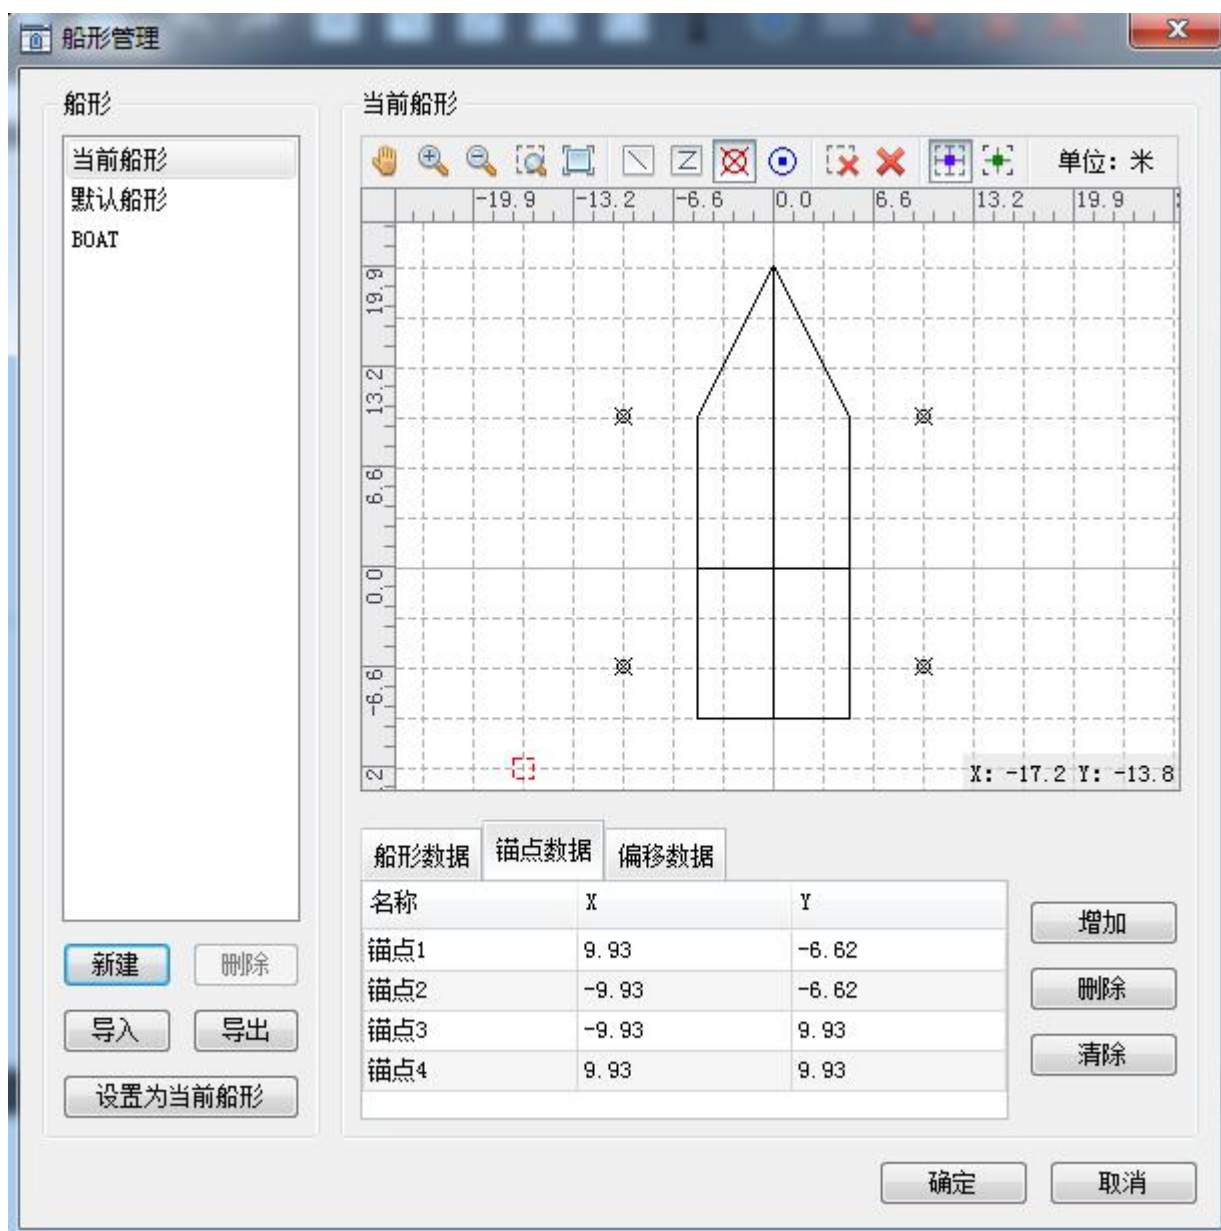 船形管理
船形
当前船形
默认船形
BOAT
新建 删除
导入 导出
设置为当前船形
当前船形
单位: 米
-19.9 -13.2 -6.6 0.0 6.6 13.2 19.9
19.9
13.2
6.6
0.0
-6.6
X: -17.2 Y: -13.8
船形数据 锚点数据 偏移数据
名称 X Y
锚点1 9.93 -6.62
锚点2 -9.93 -6.62
锚点3 -9.93 9.93
锚点4 9.93 9.93
增加
删除
清除
确定 取消